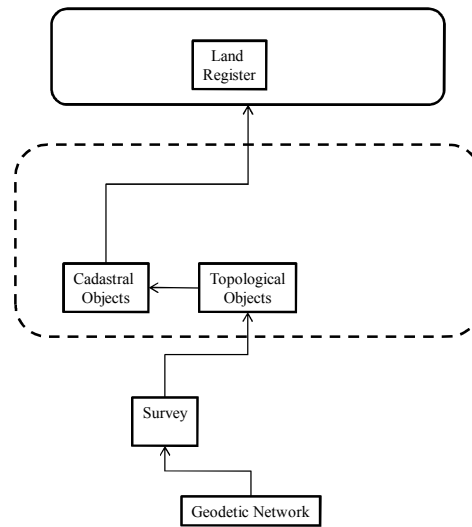 Land
Register
Cadastral
Objects
Topological
Objects
Survey
Geodetic Network